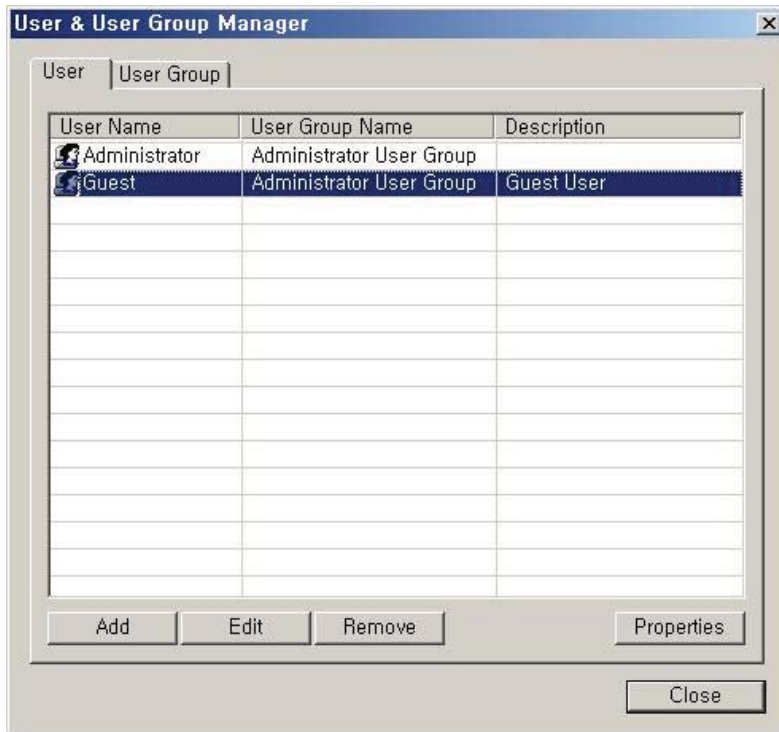 User & User Group Manager
User User Group
User Name User Group Name Description
Administrator Administrator User Group
Guest Administrator User Group Guest User
Add Edit Remove Properties
Close